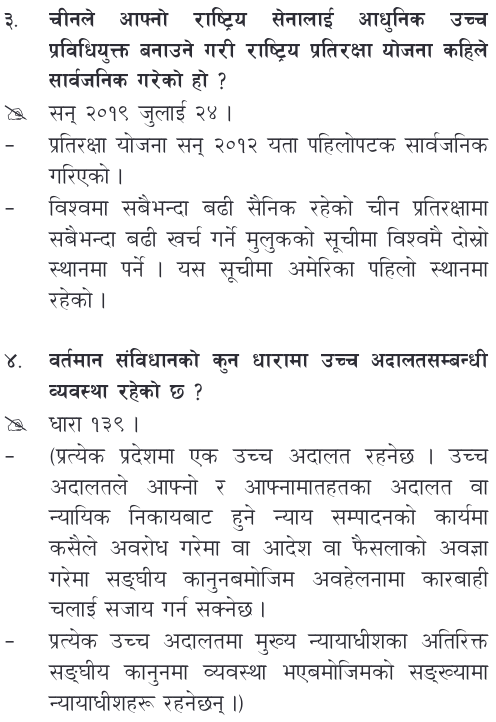 ३. चीनले आफ्नो राष्ट्रिय सेनालाई आधुनिक उच्च
प्रविधियुक्त बनाउने गरी राष्ट्रिय प्रतिरक्षा योजना कहिले
सार्वजनिक गरेको हो ?
सन् २०१९ जुलाई २४ ।
- प्रतिरक्षा योजना सन् २०१२ यता पहिलोपटक सार्वजनिक
गरिएको ।
- विश्वमा सबैभन्दा बढी सैनिक रहेको चीन प्रतिरक्षामा
सबैभन्दा बढी खर्च गर्ने मुलुकको सूचीमा विश्वमै दोस्रो
स्थानमा पर्ने । यस सूचीमा अमेरिका पहिलो स्थानमा
रहेको ।
४. वर्तमान संविधानको कुन धारामा उच्च अदालतसम्बन्धी
व्यवस्था रहेको छ ?
धारा १३९ ।
- (प्रत्येक प्रदेशमा एक उच्च अदालत रहनेछ । उच्च
अदालतले आफ्नो र आफ्नामातहतका अदालत वा
न्यायिक निकायबाट हुने न्याय सम्पादनको कार्यमा
कसैले अवरोध गरेमा वा आदेश वा फैसलाको अवज्ञा
गरेमा सङ्घीय कानुनबमोजिम अवहेलनामा कारबाही
चलाई सजाय गर्न सक्नेछ ।
- प्रत्येक उच्च अदालतमा मुख्य न्यायाधीशका अतिरिक्त
सङ्घीय कानुनमा व्यवस्था भएबमोजिमको सङ्ख्यामा
न्यायाधीशहरू रहनेछन् ।)